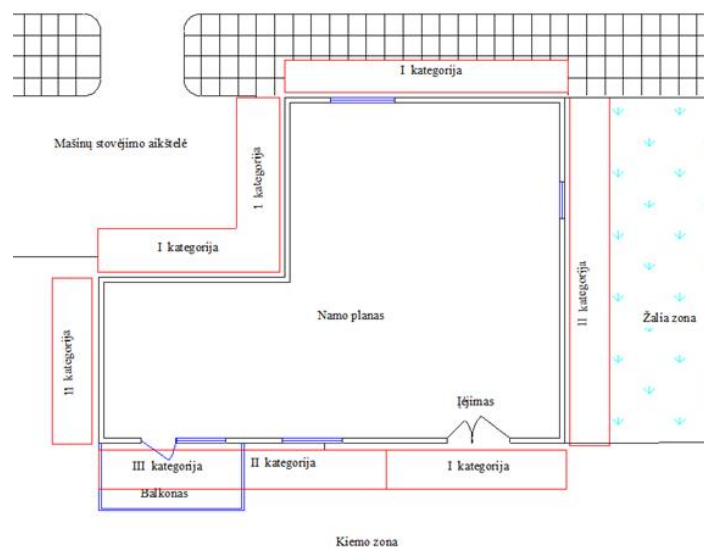 I kategorija
Mašinų stovėjimo aikštelė
I kategorija
I kategorija
II kategorija
II kategorija
Namo planas
Žalia zona
Įėjimas
III kategorija
II kategorija
I kategorija
Balkonas
Kiemo zona